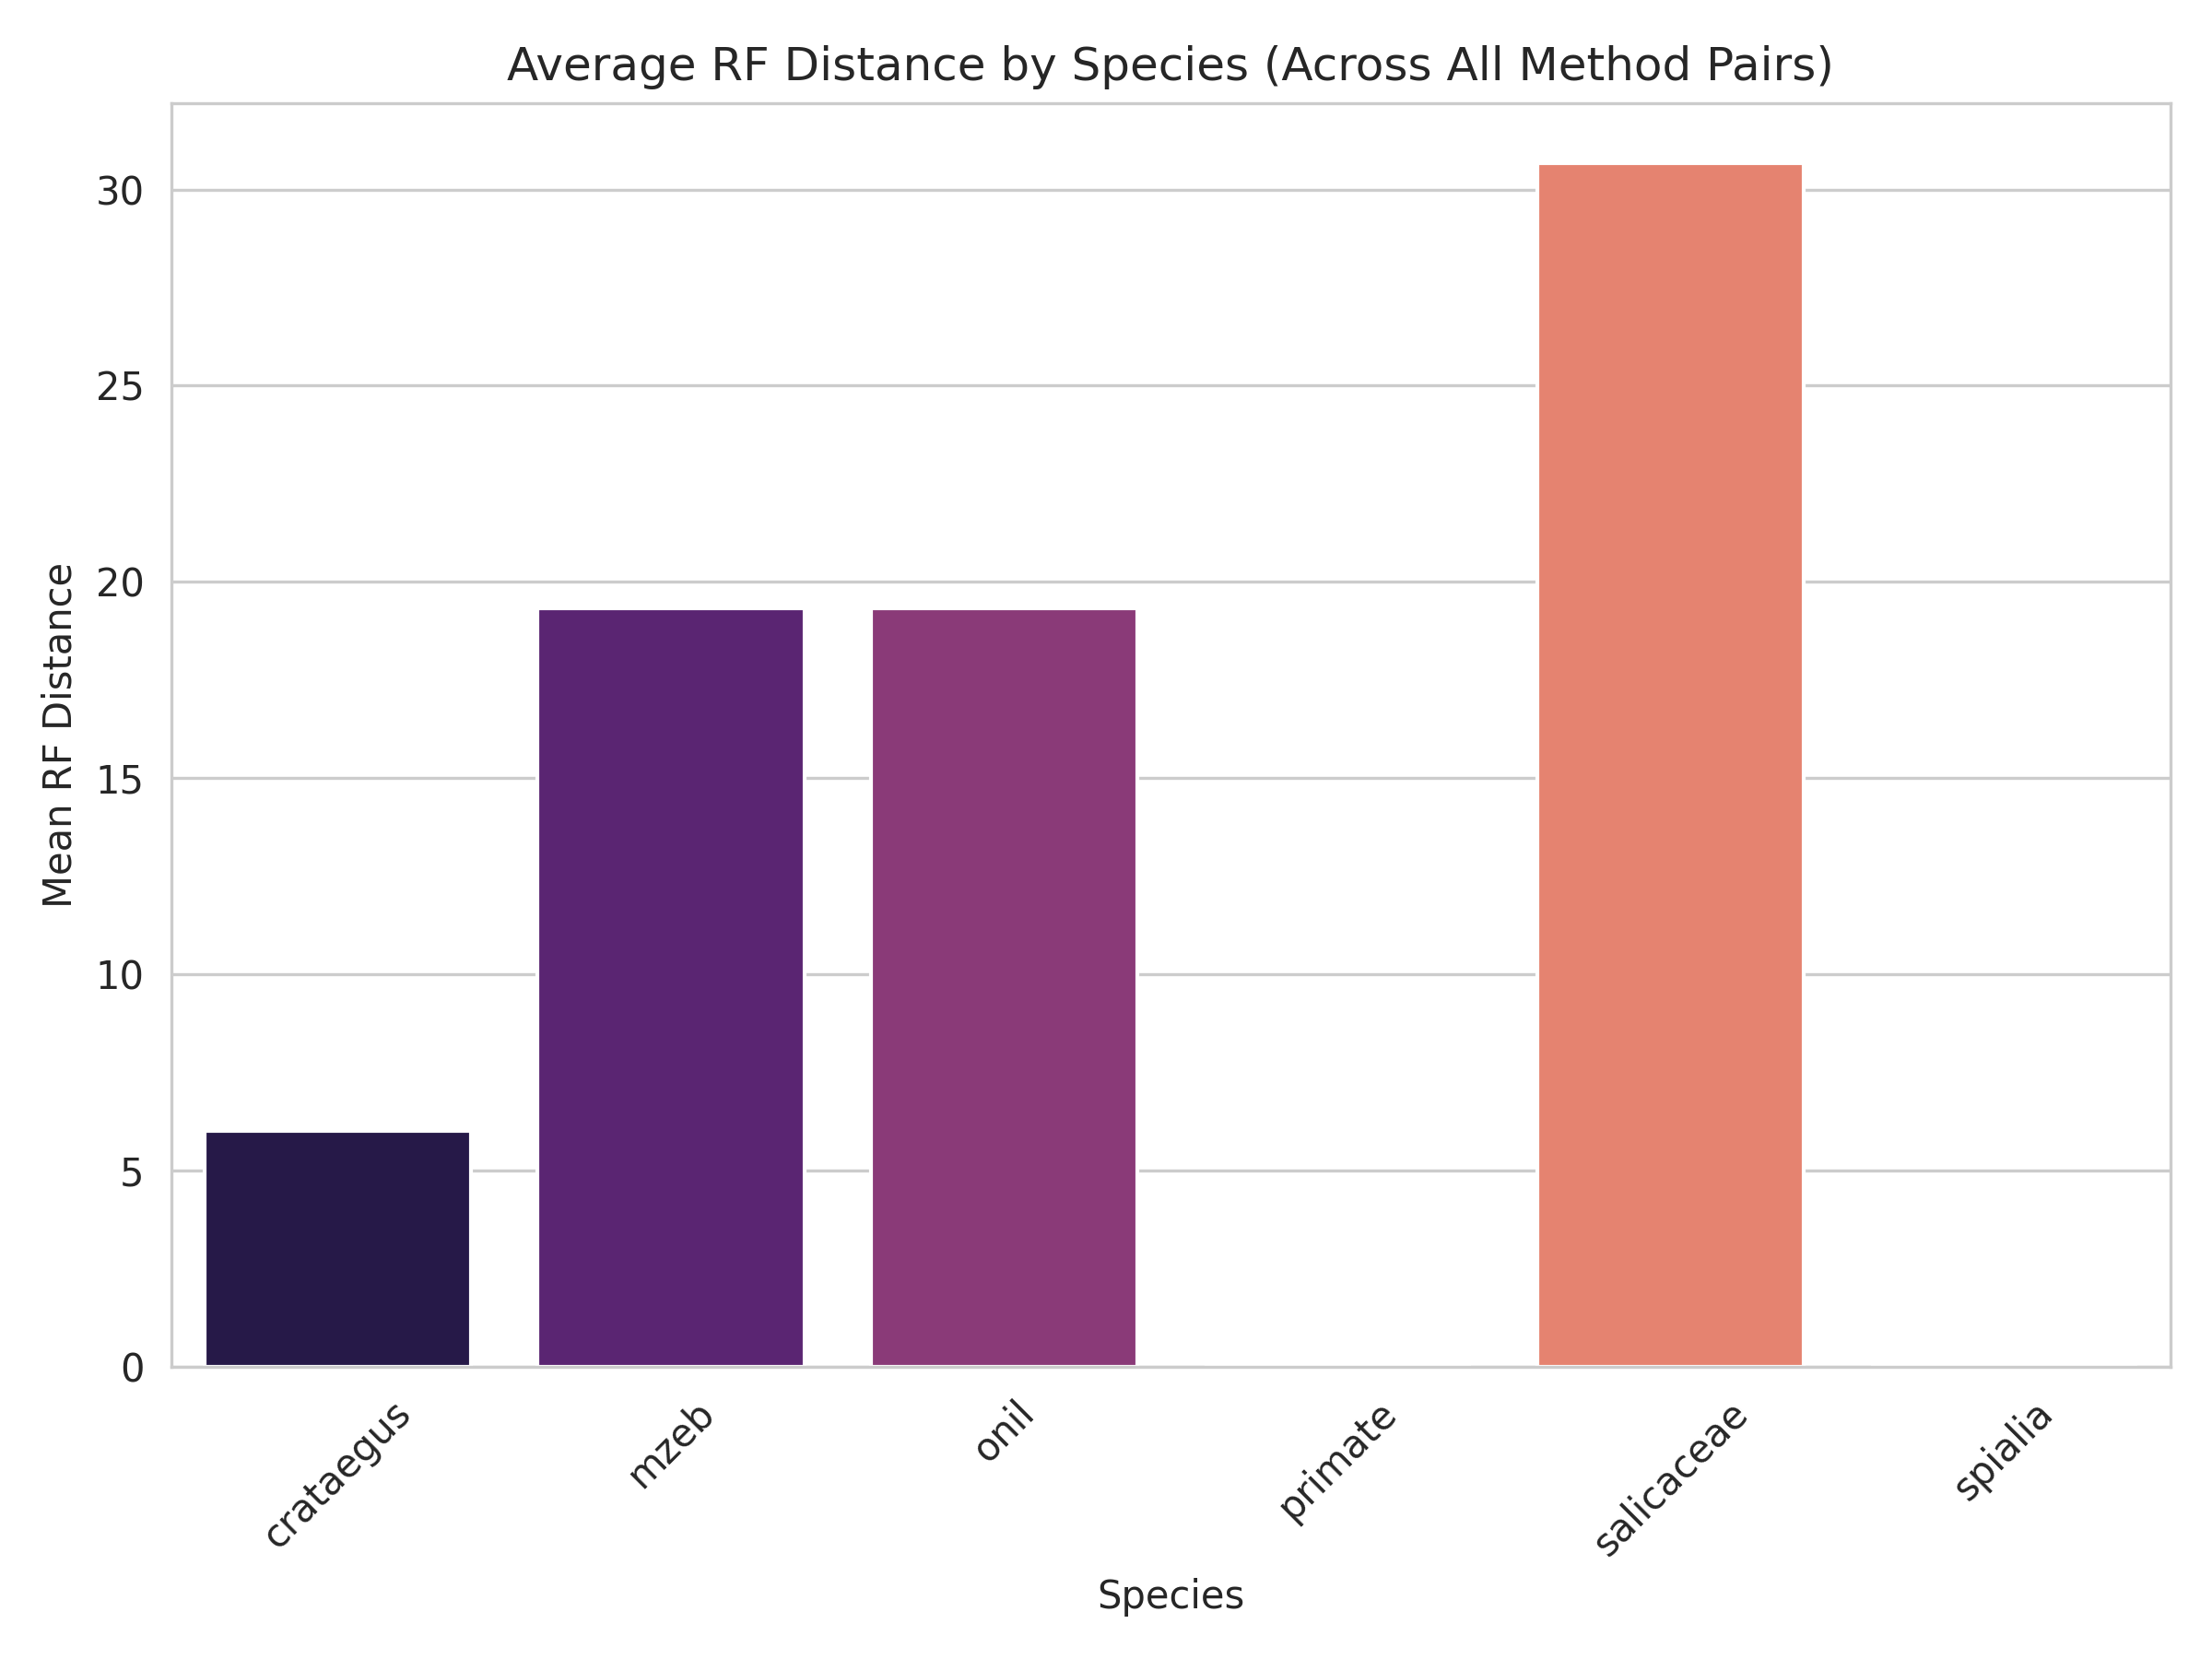 Average RF Distance by Species (Across All Method Pairs)
Mean RF Distance
30
25
20
15
10
5
0
crataegus
mzeb
onil
primate
salicaceae
spialia
Species